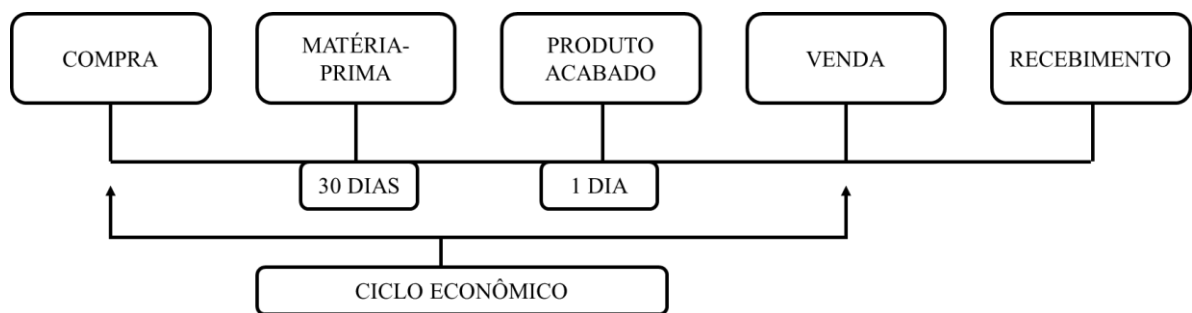 COMPRA
MATÉRIA-
PRIMA
PRODUTO
ACABADO
VENDA
RECEBIMENTO
30 DIAS
1 DIA
CICLO ECONÔMICO